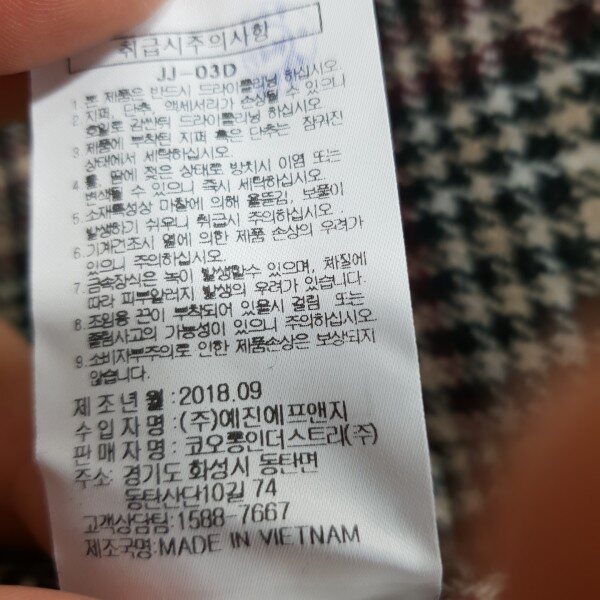 취급시주의사항
JJ-03D
1. 본 제품은 반드시 드라이클리닝 하십시오.
2. 지퍼, 단추, 액세서리가 손상될 수 있으니
호일로 감싼뒤 드라이클리닝 하십시오
3. 제품에 부착된 지퍼 혹은 단추는 잠가진
상태에서 세탁하십시오.
4. 물, 땀에 젖은 상태로 방치시 이염 또는
변색될 수 있으니 즉시 세탁하십시오.
5. 소재특성상 마찰에 의해 올뜯김, 보풀이
발생하기 쉬우니 취급시 주의하십시오.
6. 기계건조시 열에 의한 제품 손상의 우려가
있으니 주의하십시오.
7. 금속장식은 녹이 발생할수 있으며, 체질에
따라 피부알러지 발생의 우려가 있습니다.
8. 조임용 끈이 부착되어 있을시 걸림 또는
끌림사고의 가능성이 있으니 주의하십시오.
9. 소비자부주의로 인한 제품손상은 보상되지
않습니다.
제조년월:2018.09
수입자명:(주)예진에프앤지
판매자명:코오롱인더스트리(주)
주소: 경기도 화성시 동탄면
동탄산단10길 74
고객상담팀:1588-7667
제조국명:MADE IN VIETNAM